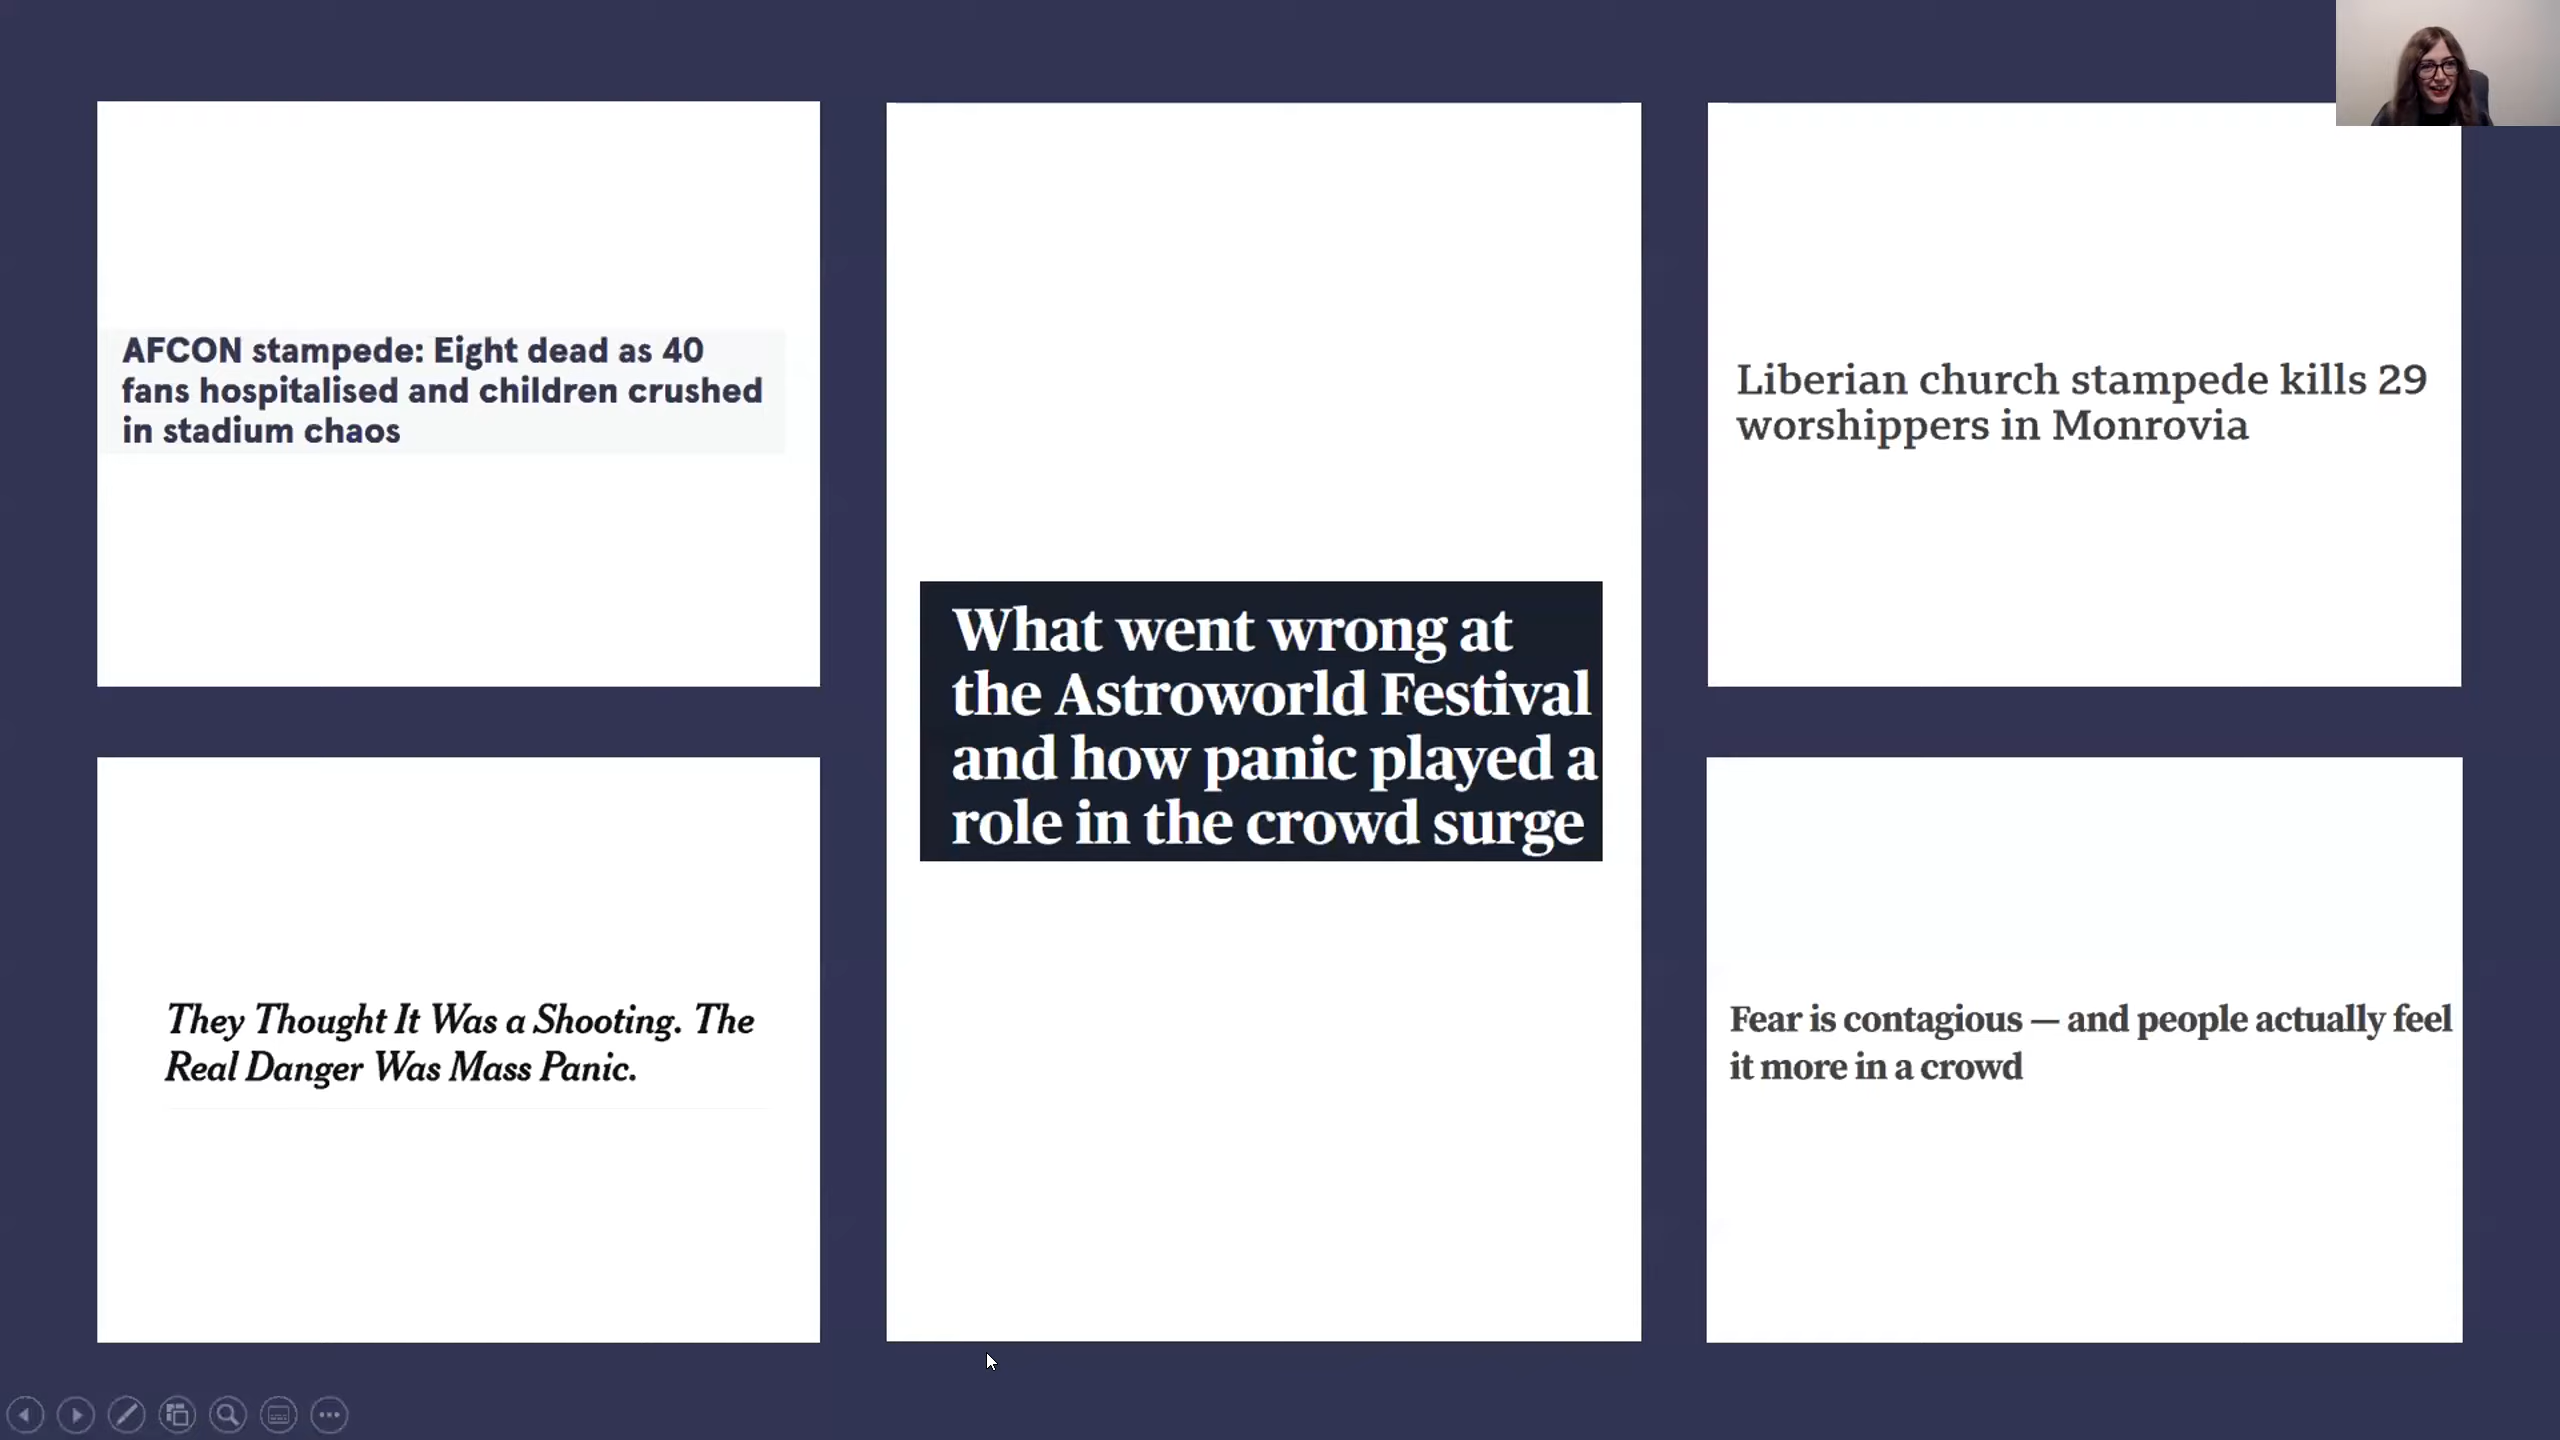 AFCON stampede: Eight dead as 40
fans hospitalised and children crushed
in stadium chaos
They Thought It Was a Shooting. The
Real Danger Was Mass Panic.
What went wrong at
the Astroworld Festival
and how panic played a
role in the crowd surge
Liberian church stampede kills 29
worshippers in Monrovia
Fear is contagious — and people actually feel
it more in a crowd